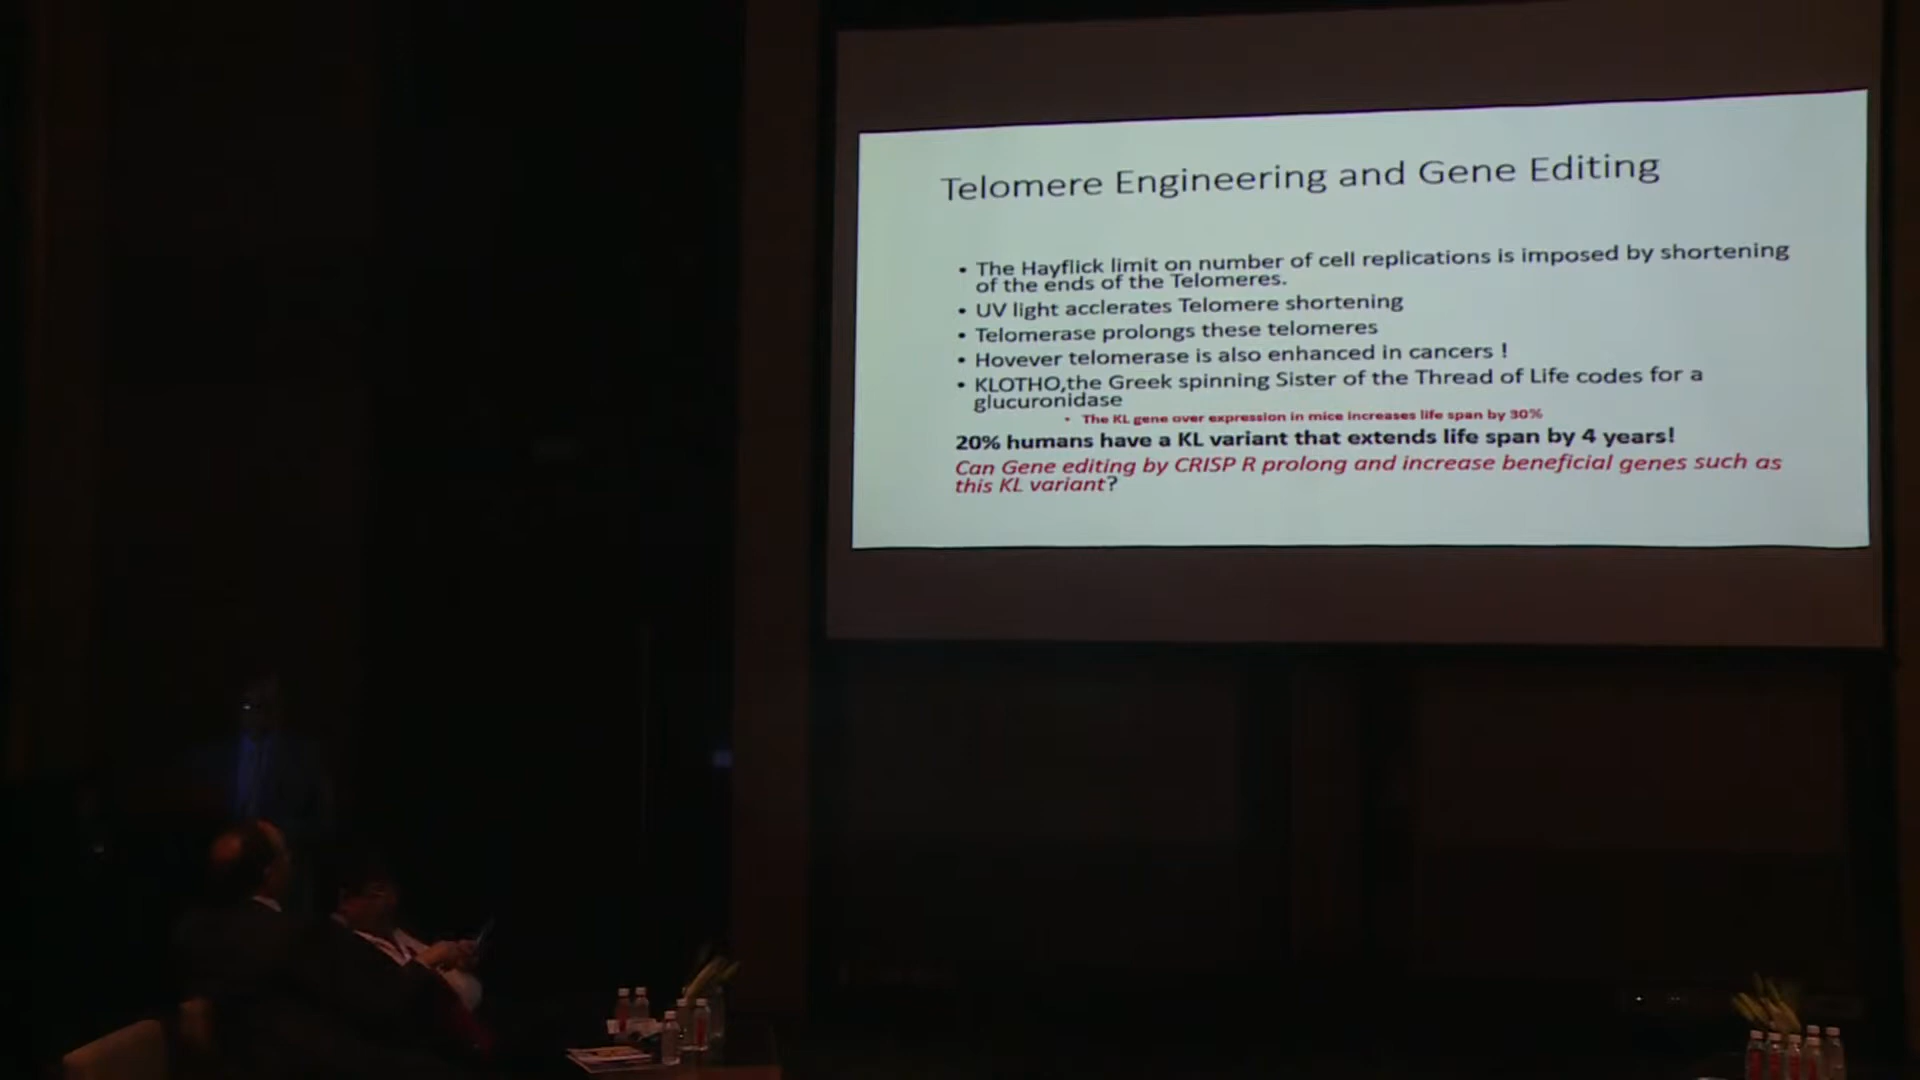 Telomere Engineering and Gene Editing
• The Hayflick limit on number of cell replications is imposed by shortening
of the ends of the Telomeres.
• UV light acclerates Telomere shortening
• Telomerase prolongs these telomeres
• Hovever telomerase is also enhanced in cancers !
• KLOTHO,the Greek spinning Sister of the Thread of Life codes for a
glucuronidase
• The KL gene over expression in mice increases life span by 30%
20% humans have a KL variant that extends life span by 4 years!
Can Gene editing by CRISP R prolong and increase beneficial genes such as
this KL variant?